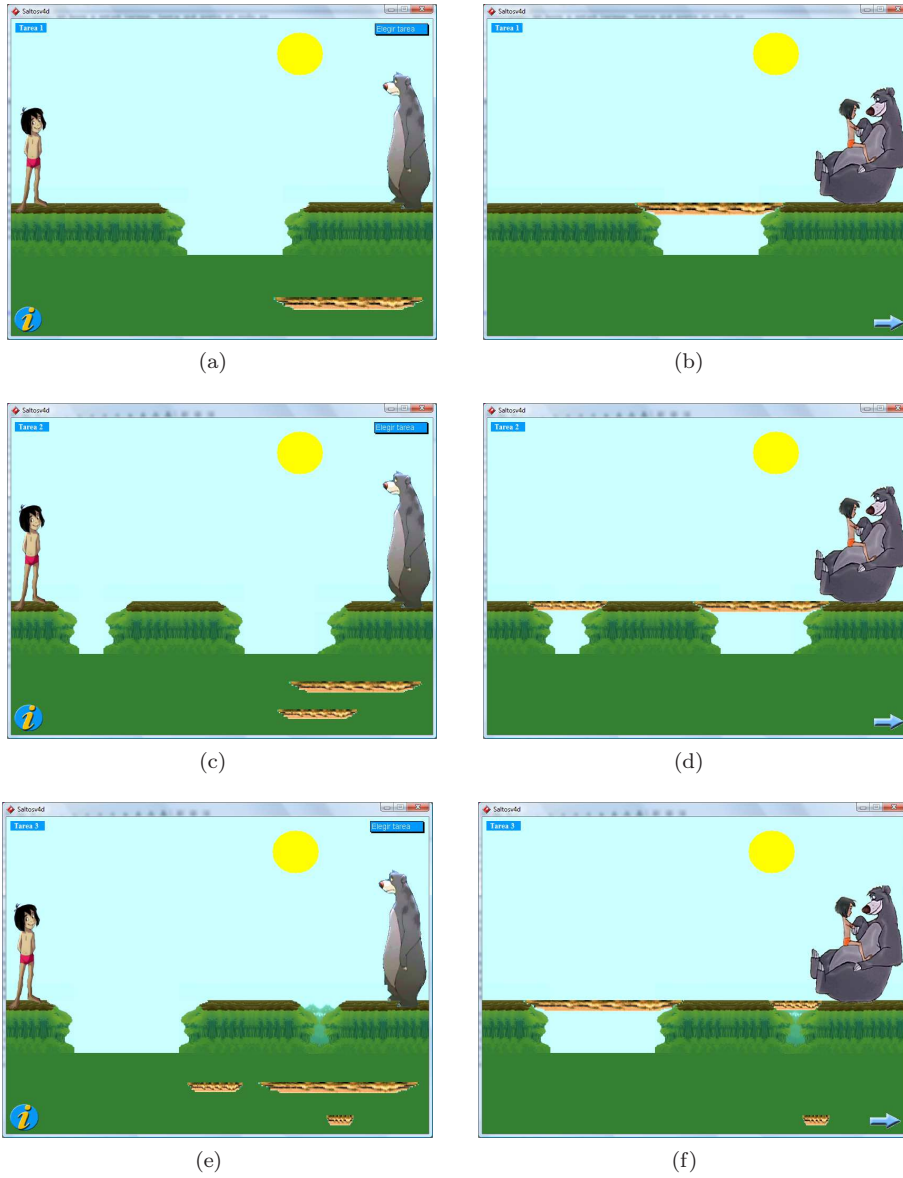 Saltosv4d
Tarea 1
Elegir tarea
Saltosv4d
Tarea 1
(a)
(b)
Saltosv4d
Tarea 2
Elegir tarea
Saltosv4d
Tarea 2
(c)
(d)
Saltosv4d
Tarea 3
Elegir tarea
Saltosv4d
Tarea 3
(e)
(f)